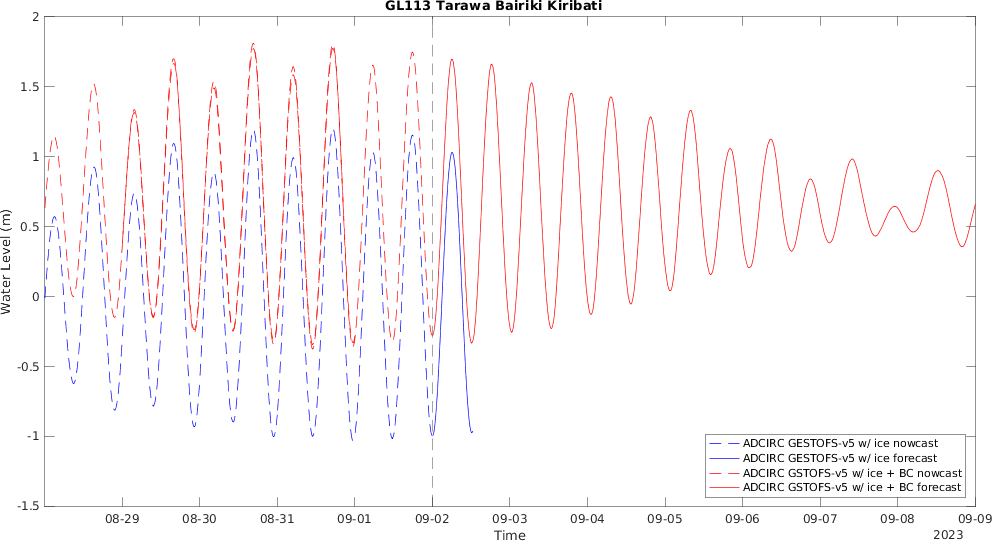 GL113 Tarawa Bairiki Kiribati
2
1.5
1
0.5
0
-0.5
-1
-1.5
Water Level (m)
ADCIRC GESTOFS-v5 w/ ice nowcast
ADCIRC GESTOFS-v5 w/ ice forecast
ADCIRC GSTOFS-v5 w/ ice + BC nowcast
ADCIRC GSTOFS-v5 w/ ice + BC forecast
08-29 08-30 08-31 09-01 09-02 09-03 09-04 09-05 09-06 09-07 09-08 09-09
Time
2023